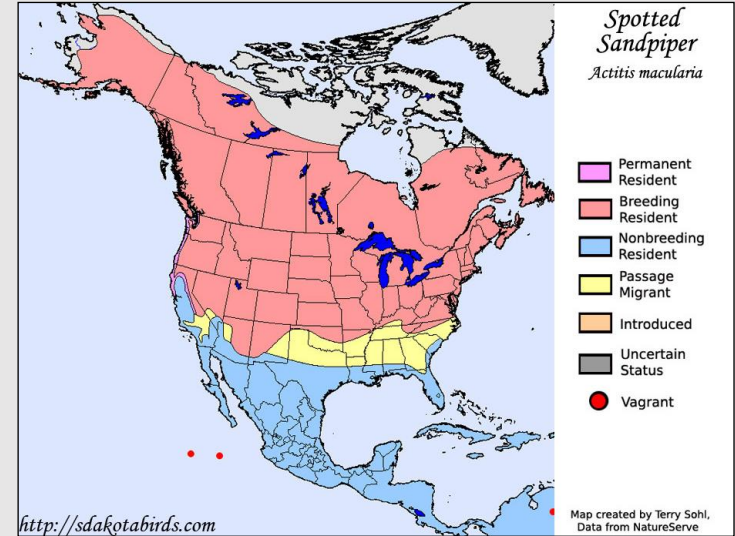 Spotted
Sandpiper
Actitis macularia
Permanent
Resident
Breeding
Resident
Nonbreeding
Resident
Passage
Migrant
Introduced
Uncertain
Status
Vagrant
Map created by Terry Sohl,
Data from NatureServe
http://sdakotabirds.com